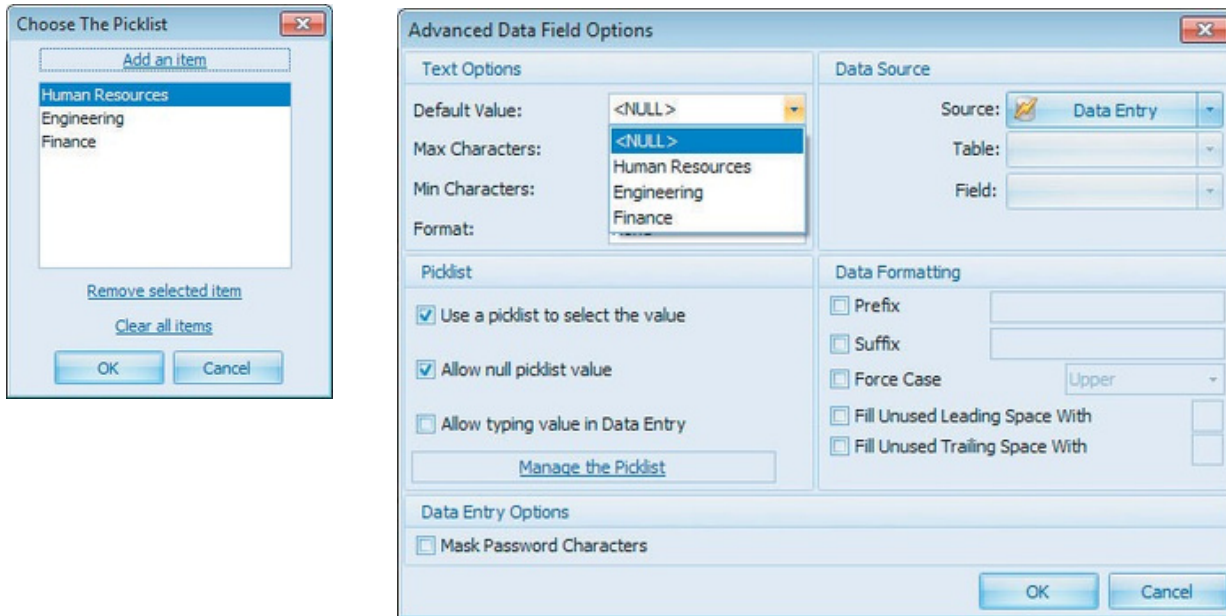 Choose The Picklist
Add an item
Human Resources
Engineering
Finance
Remove selected item
Clear all items
OK Cancel
Advanced Data Field Options
Text Options
Default Value: <NULL>
<NULL>
Human Resources
Engineering
Finance
Max Characters:
Min Characters:
Format:
Data Source
Source: Data Entry
Table:
Field:
Picklist
Use a picklist to select the value
Allow null picklist value
Allow typing value in Data Entry
Manage the Picklist
Data Formatting
Prefix
Suffix
Force Case Upper
Fill Unused Leading Space With
Fill Unused Trailing Space With
Data Entry Options
Mask Password Characters
OK Cancel